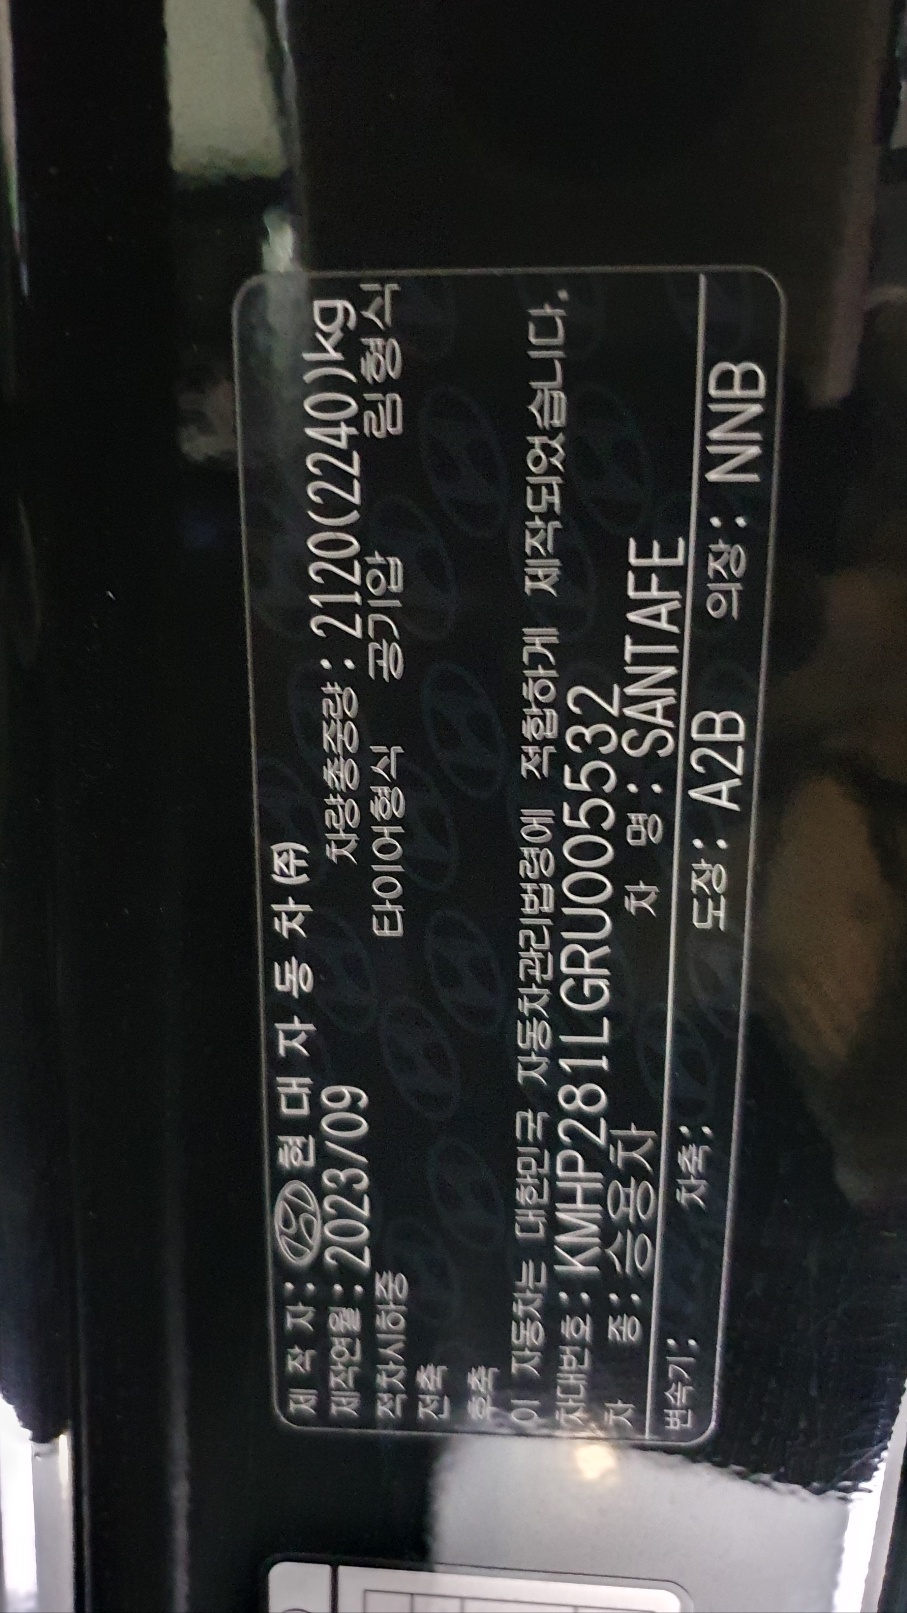 제 작 자 : 현 대 자 동 차 (주)
제작연월 : 2023/09 차량총중량 : 2120(2240)kg
적차시하중 타이어형식 공기압 림형식
전축
후축
이 자동차는 대한민국 자동차관리법령에 적합하게 제작되었습니다.
차대번호 : KMHP281LGRU005532
차 종 : 승용차 차 명 : SANTAFE
변속기 : 차축 : 도장 : A2B 의장 : NNB